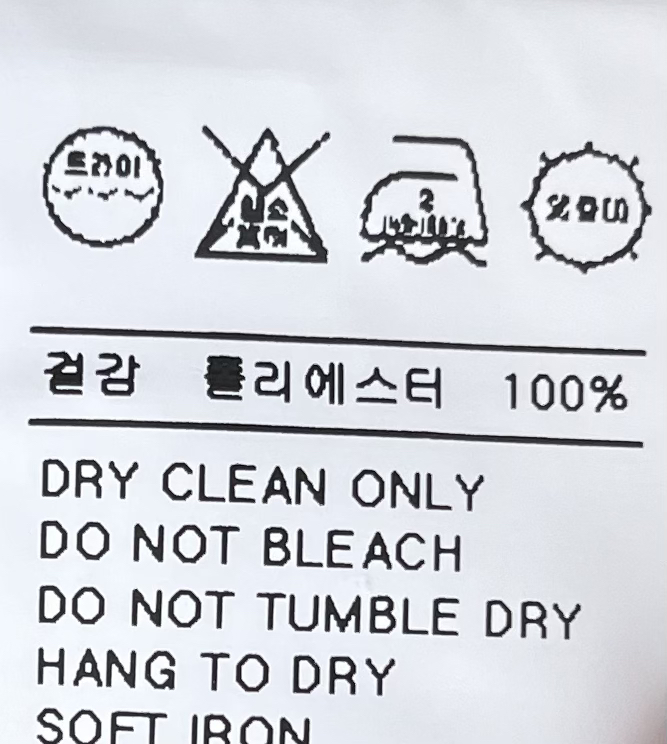 드라이
2
겉감 폴리에스터 100%
DRY CLEAN ONLY
DO NOT BLEACH
DO NOT TUMBLE DRY
HANG TO DRY
SOFT IRON